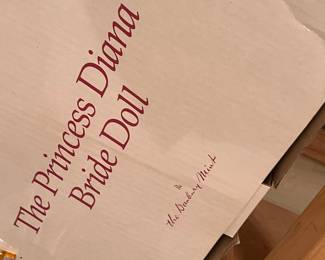 The Princess Diana
Bride Doll
by
the Danbury Mint